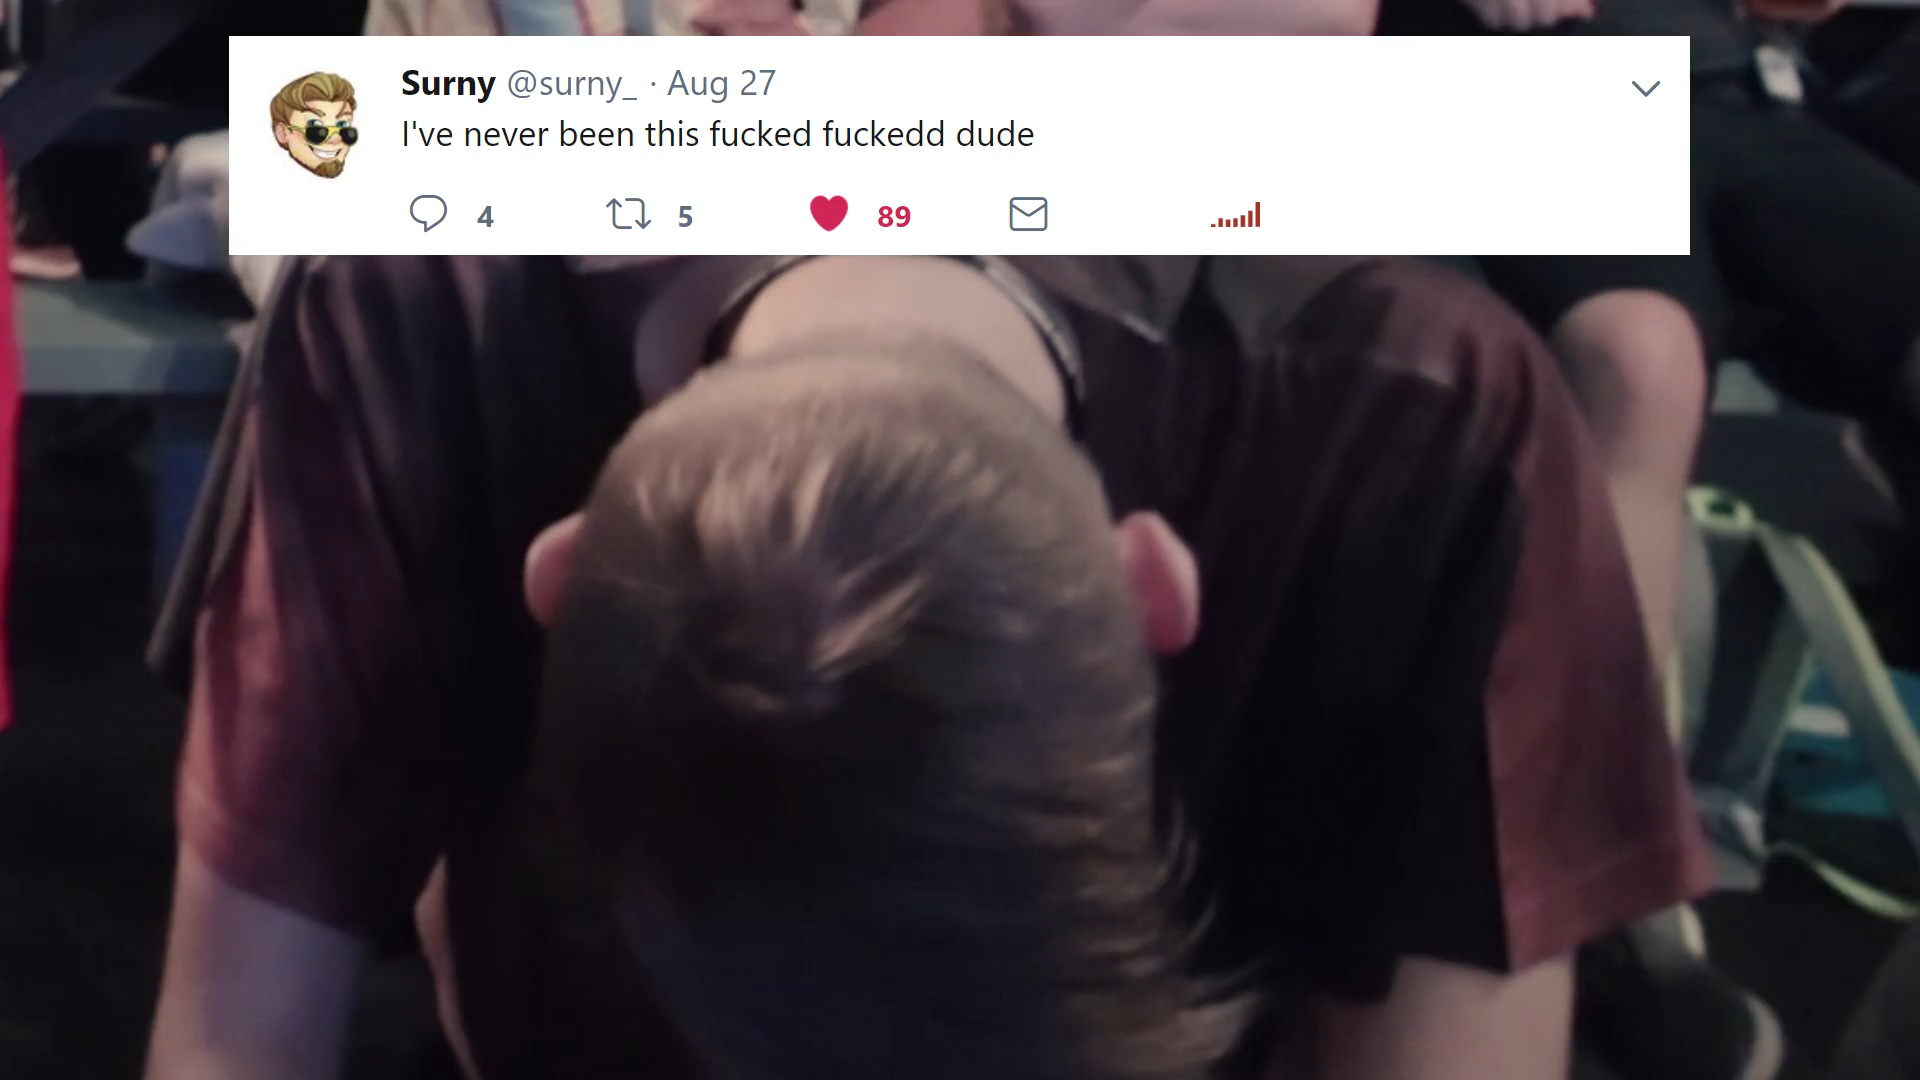 Surny @surny_ · Aug 27
I've never been this fucked fuckedd dude
4 5 89